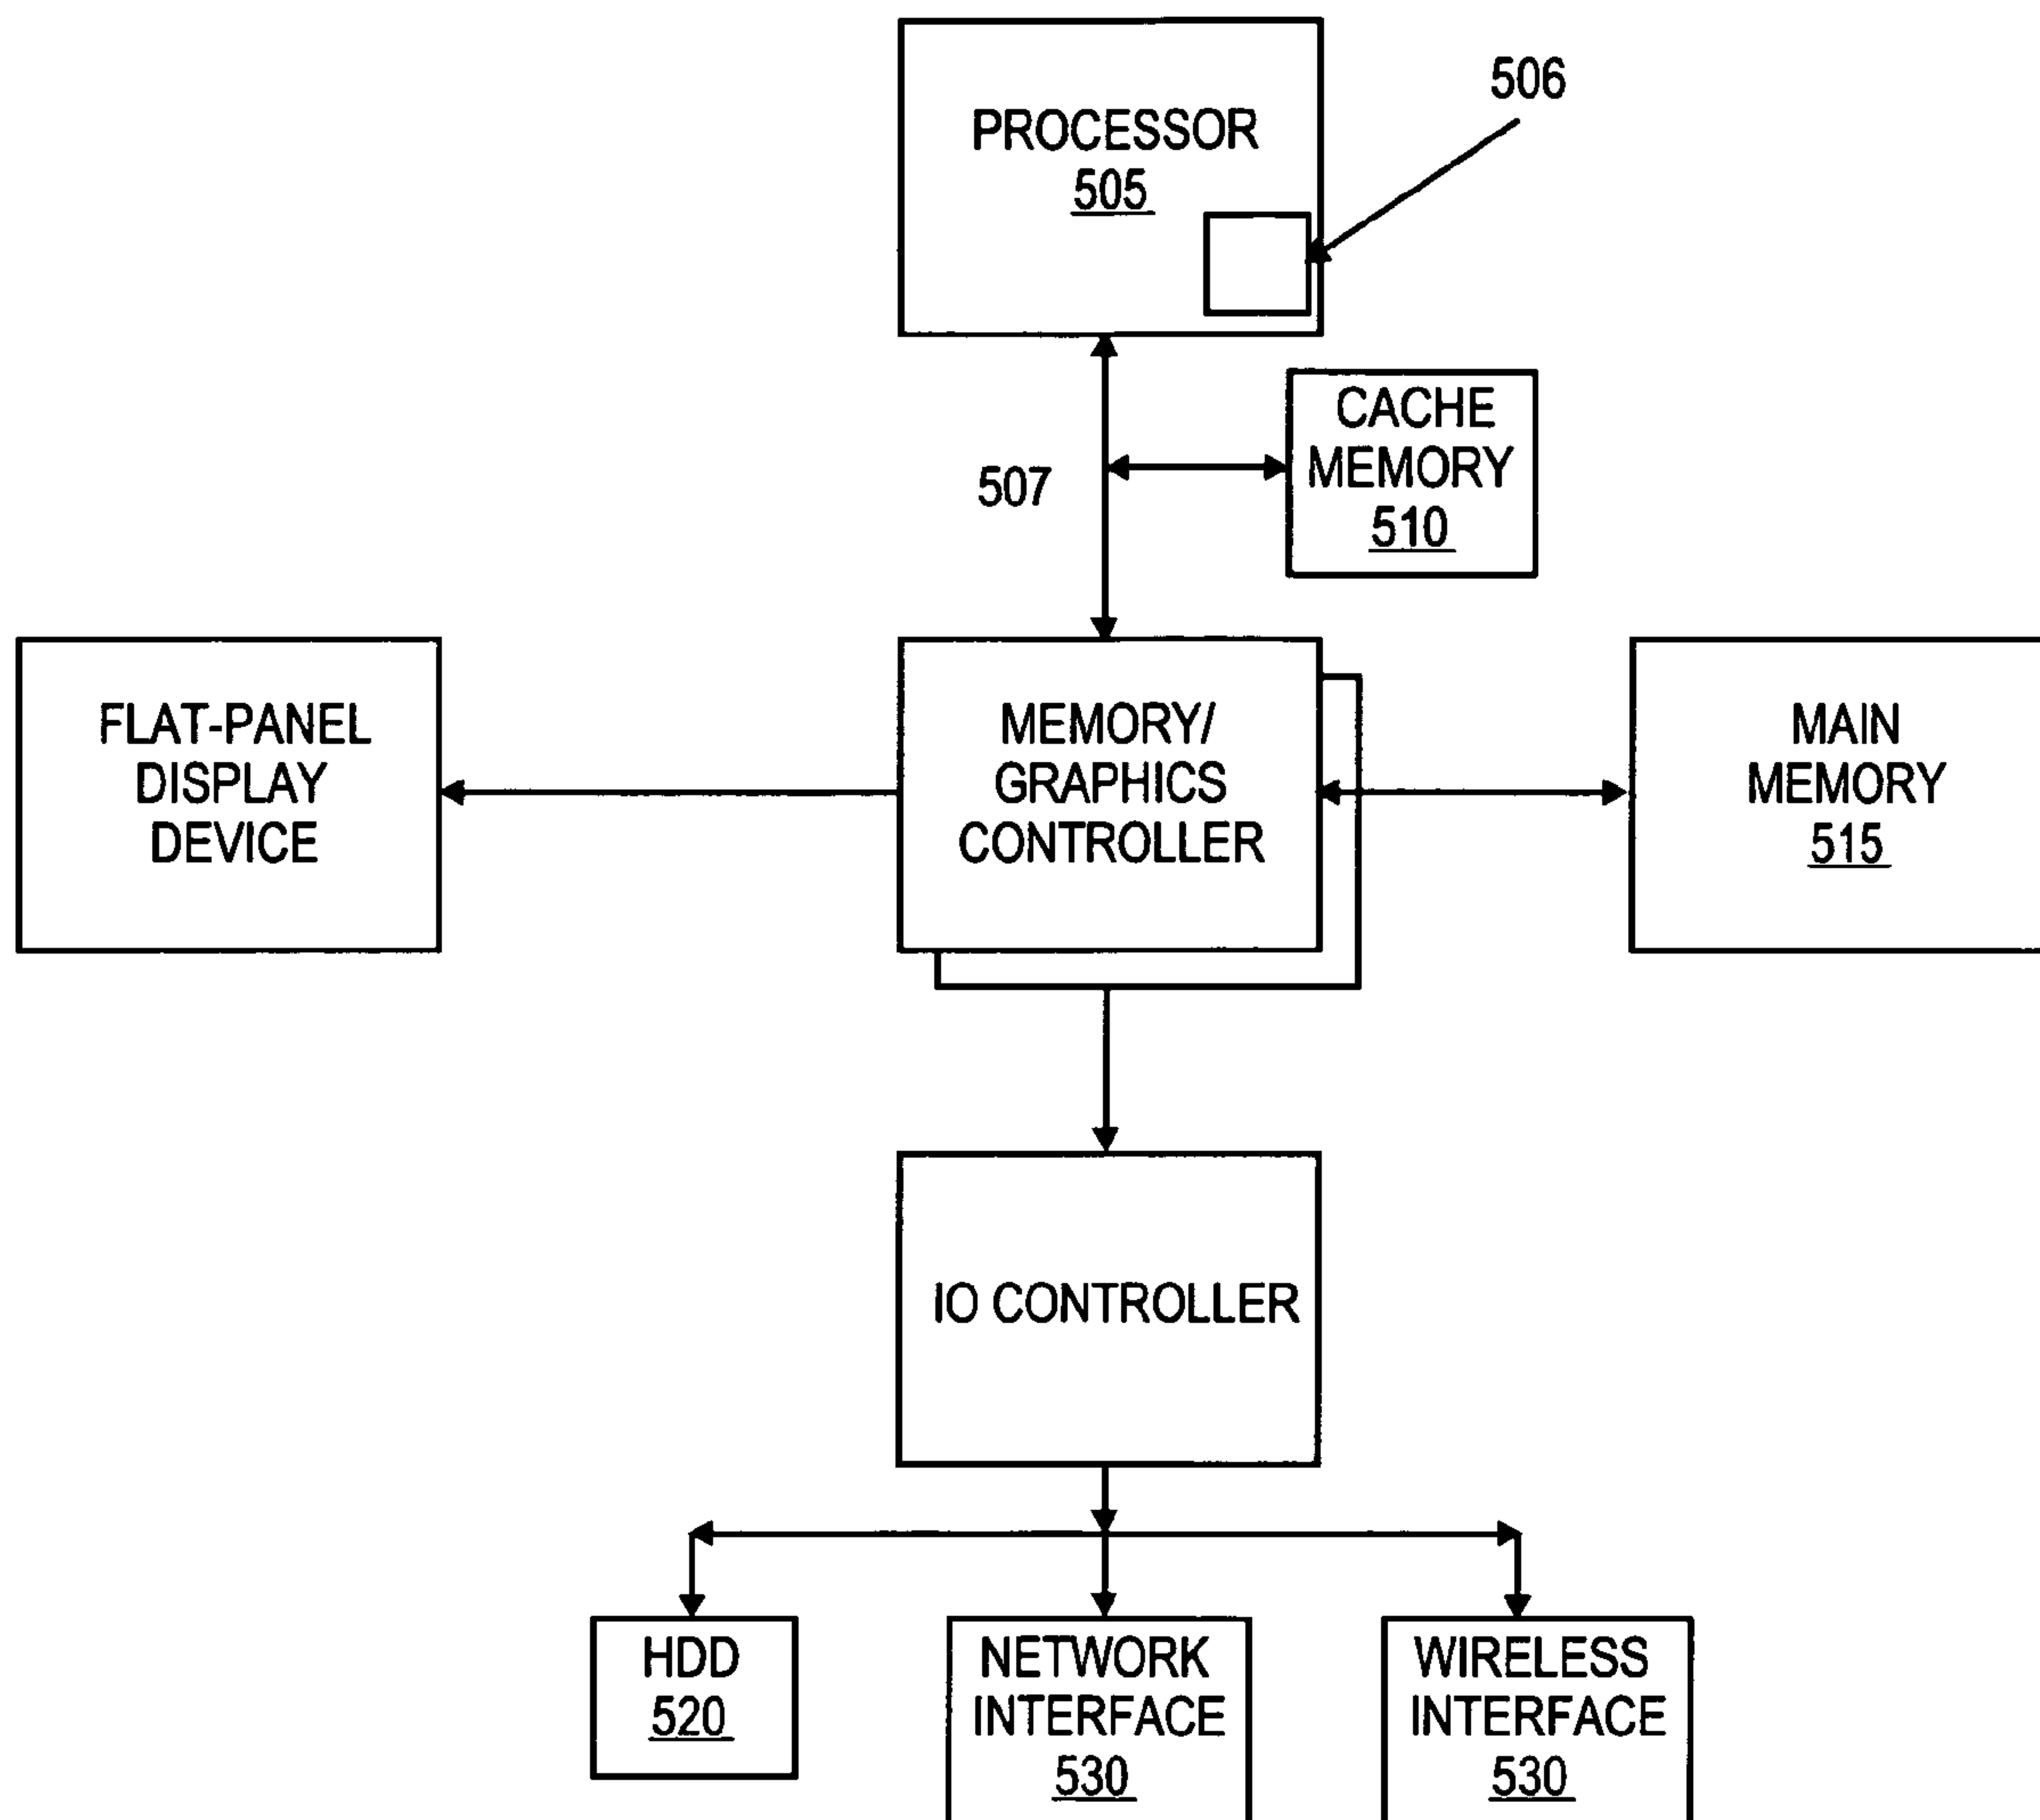 PROCESSOR
505
506
CACHE
MEMORY
510
507
FLAT-PANEL
DISPLAY
DEVICE
MEMORY/
GRAPHICS
CONTROLLER
MAIN
MEMORY
515
IO CONTROLLER
HDD
520
NETWORK
INTERFACE
530
WIRELESS
INTERFACE
530